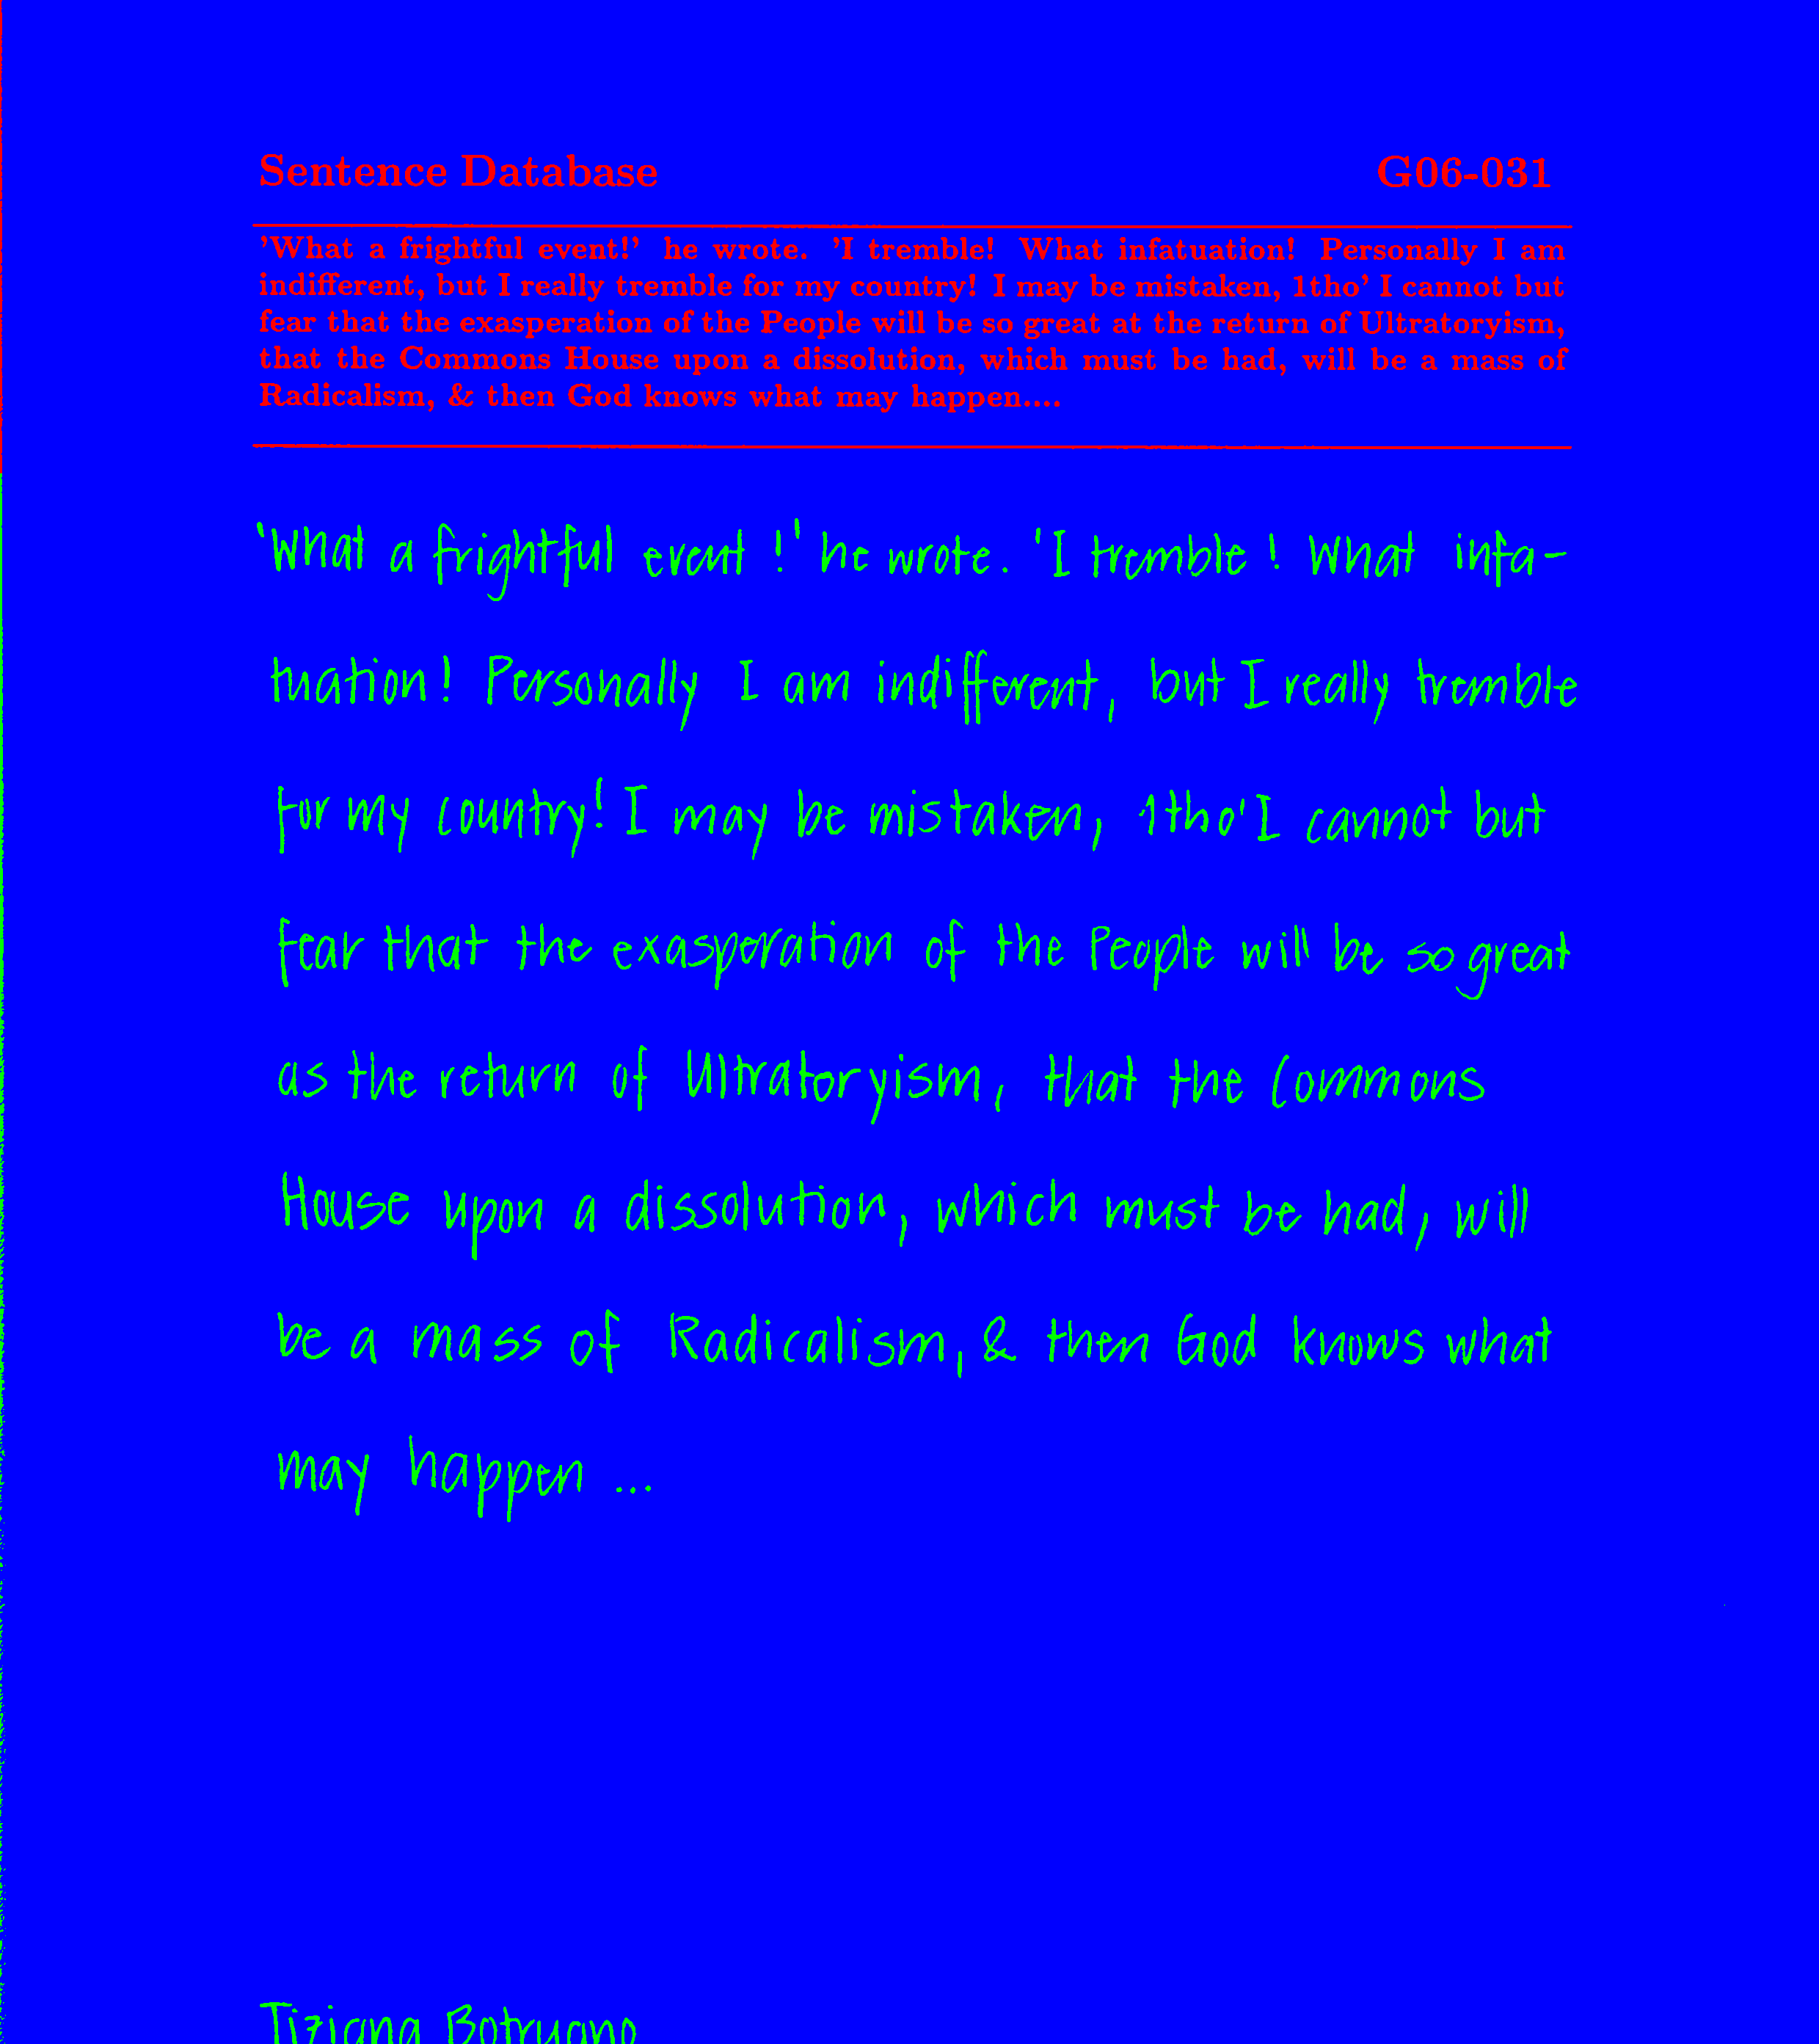 Sentence Database G06-031
'What a frightful event!' he wrote. 'I tremble! What infatuation! Personally I am
indifferent, but I really tremble for my country! I may be mistaken, 1tho' I cannot but
fear that the exasperation of the People will be so great at the return of Ultratoryism,
that the Commons House upon a dissolution, which must be had, will be a mass of
Radicalism, & then God knows what may happen....
'What a frightful event !' he wrote. 'I tremble ! What infa-
tuation! Personally I am indifferent, but I really tremble
for my country! I may be mistaken, 1tho' I cannot but
fear that the exasperation of the People will be so great
as the return of Ultratoryism, that the Commons
House upon a dissolution, which must be had, will
be a mass of Radicalism, & then God knows what
may happen ...
Tiziana Botrugno